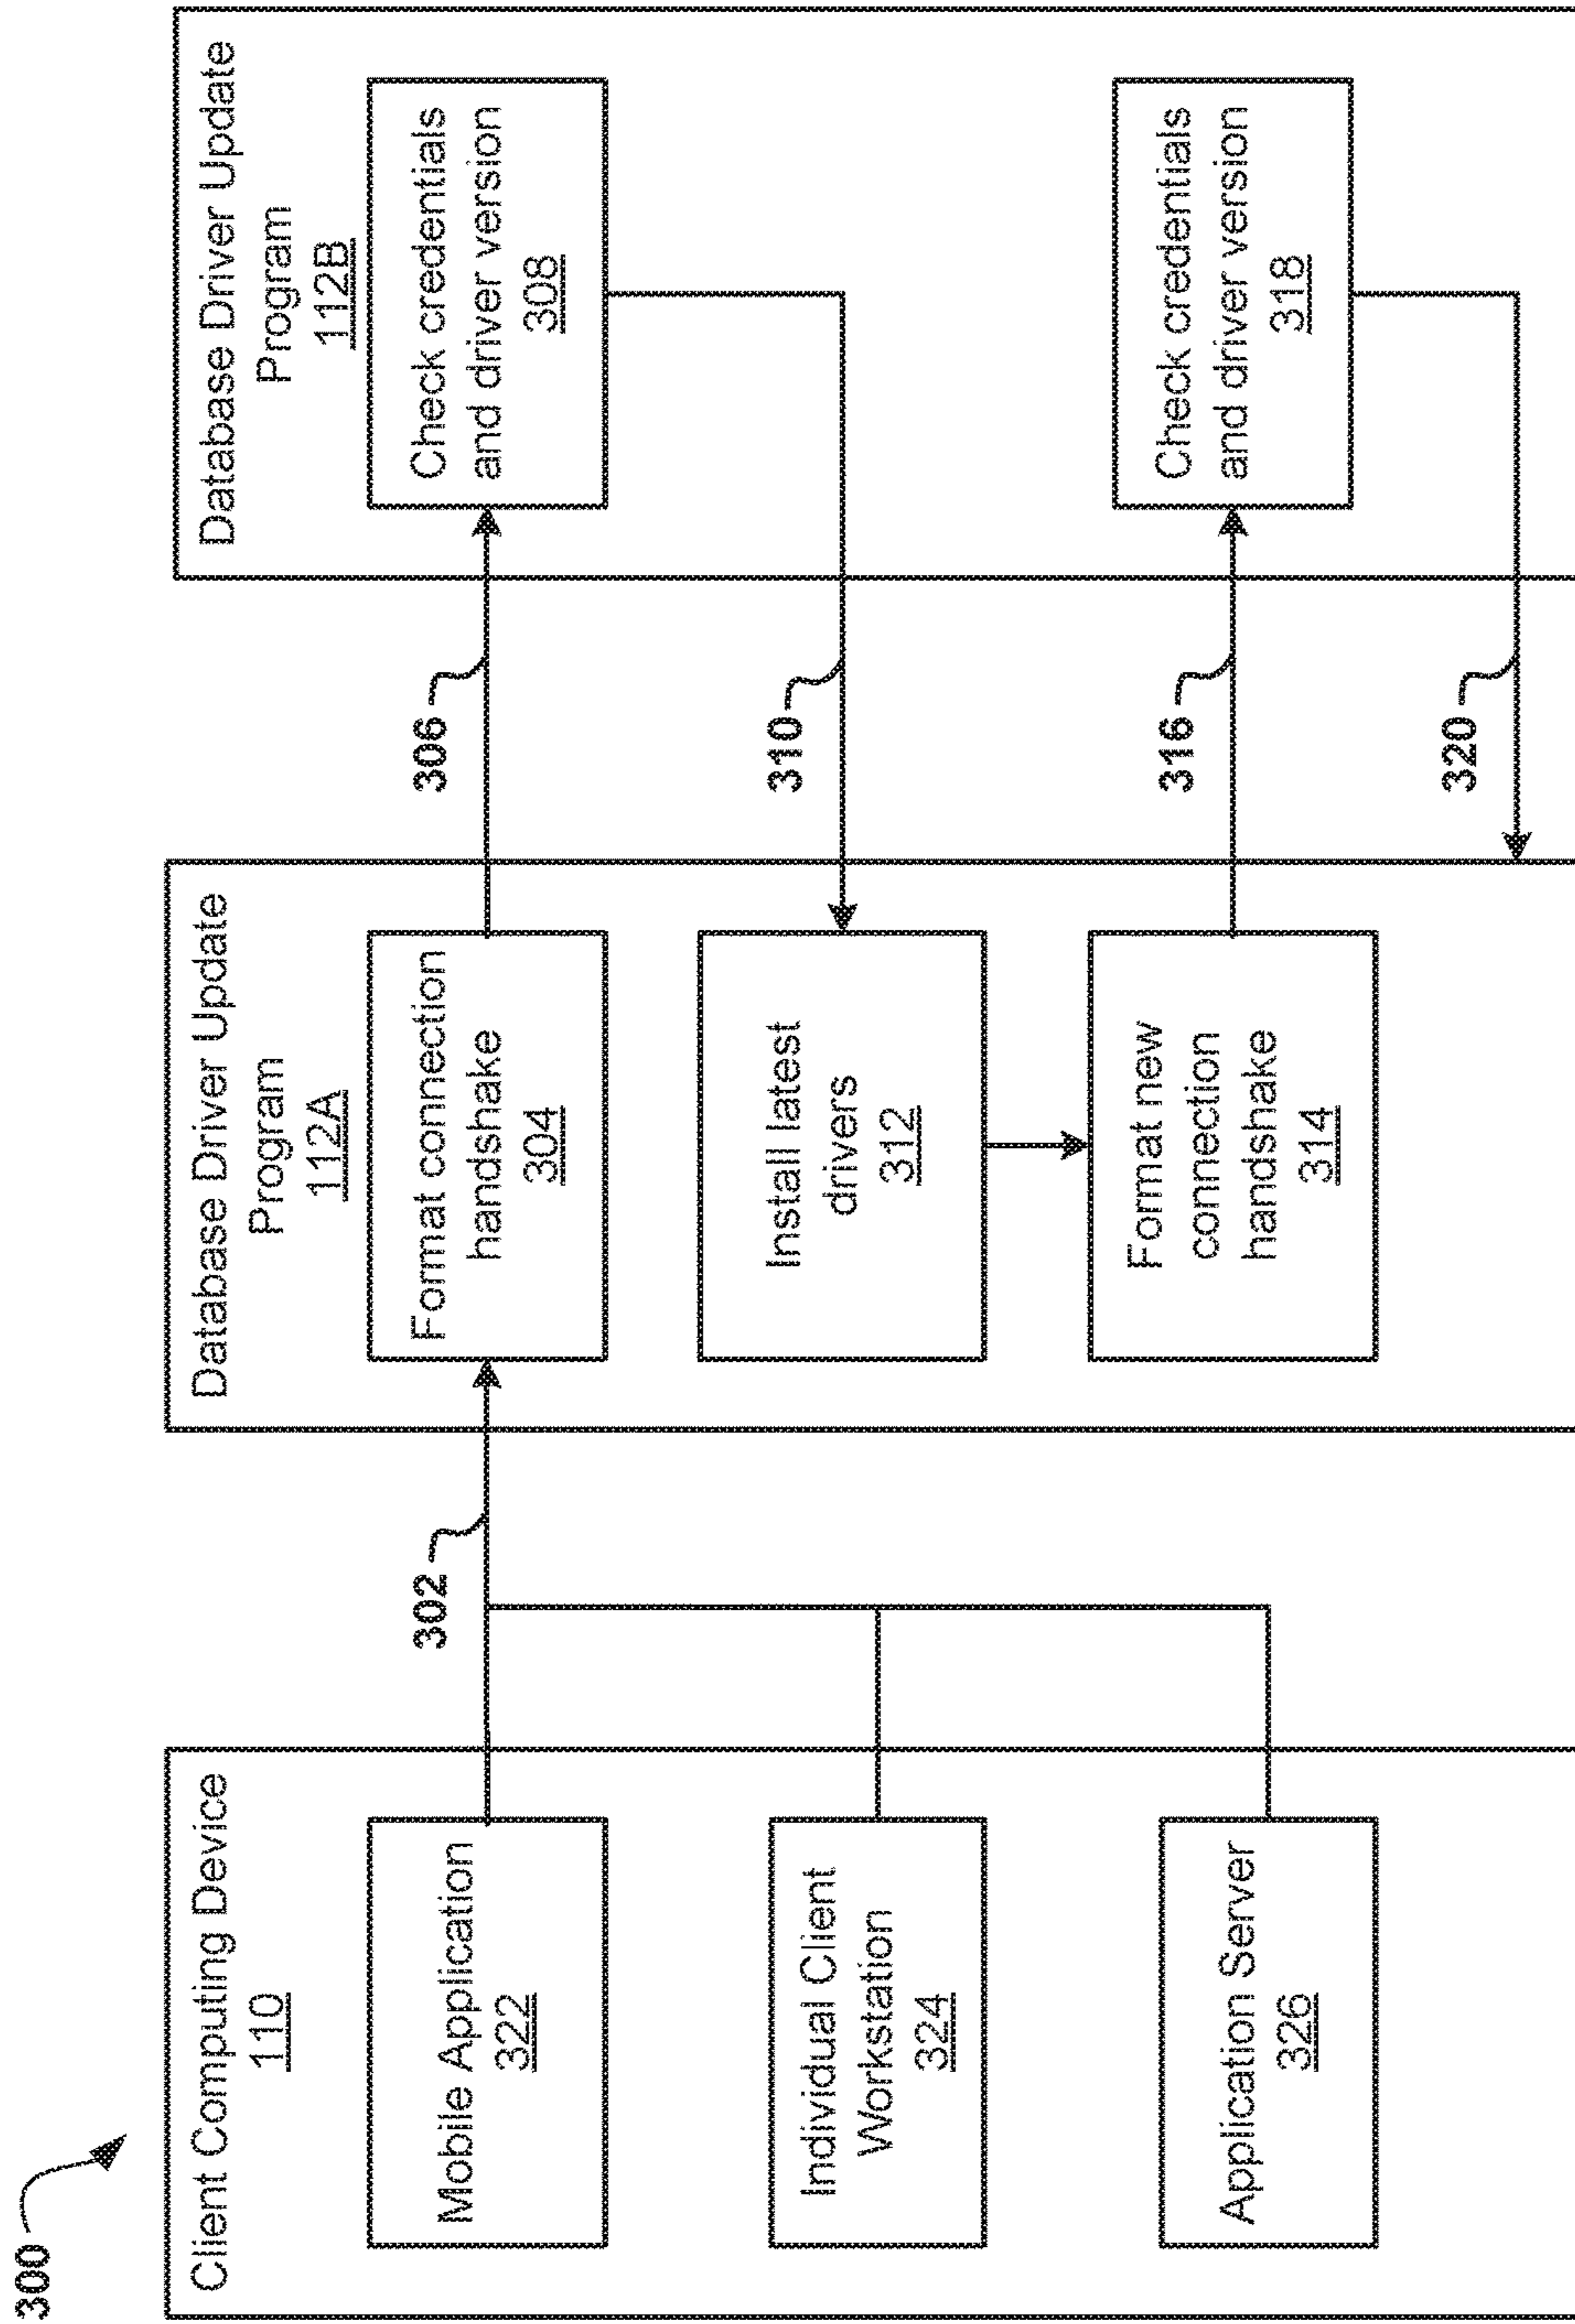 300
Client Computing Device
110
Mobile Application
322
Individual Client
Workstation
324
Application Server
326
302
Database Driver Update
Program
112A
Format connection
handshake
304
Install latest
drivers
312
Format new
connection
handshake
314
306
310
316
320
Database Driver Update
Program
112B
Check credentials
and driver version
308
Check credentials
and driver version
318